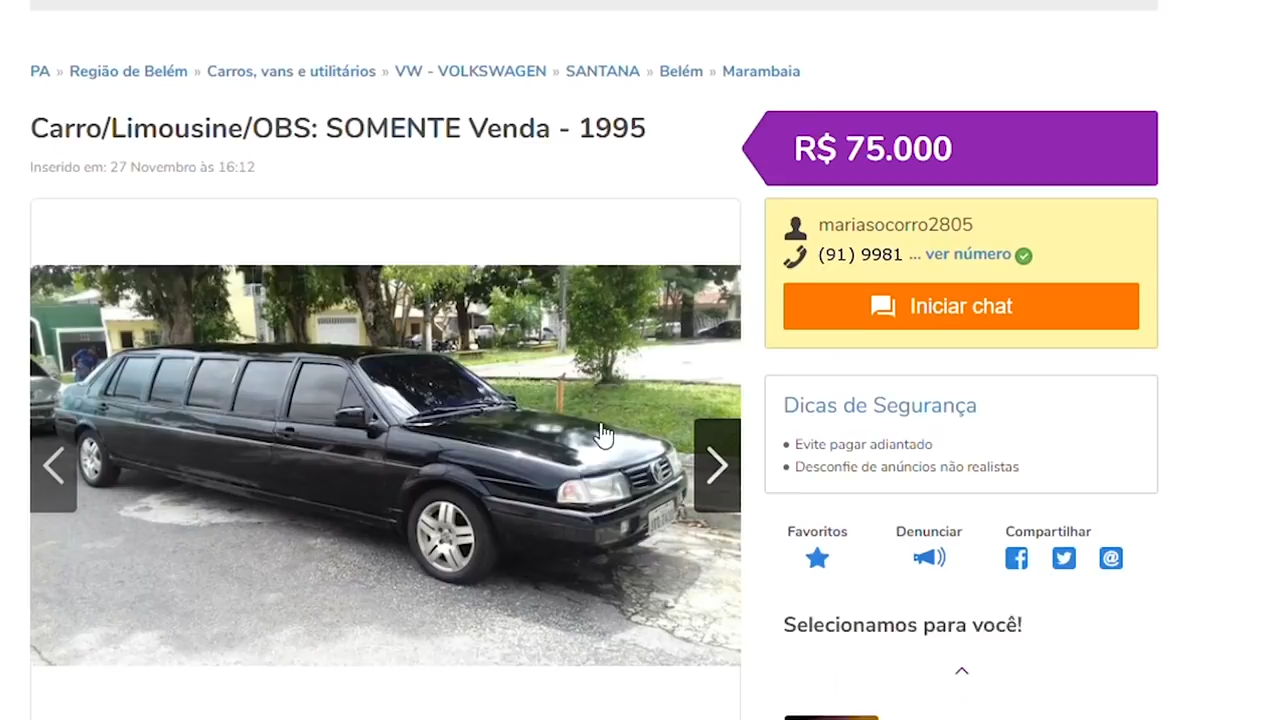 PA » Região de Belém » Carros, vans e utilitários » VW - VOLKSWAGEN » SANTANA » Belém » Marambaia
Carro/Limousine/OBS: SOMENTE Venda - 1995
Inserido em: 27 Novembro às 16:12
R$ 75.000
mariasocorro2805
(91) 9981 ... ver número
Iniciar chat
Dicas de Segurança
• Evite pagar adiantado
• Desconfie de anúncios não realistas
Favoritos Denunciar Compartilhar
Selecionamos para você!